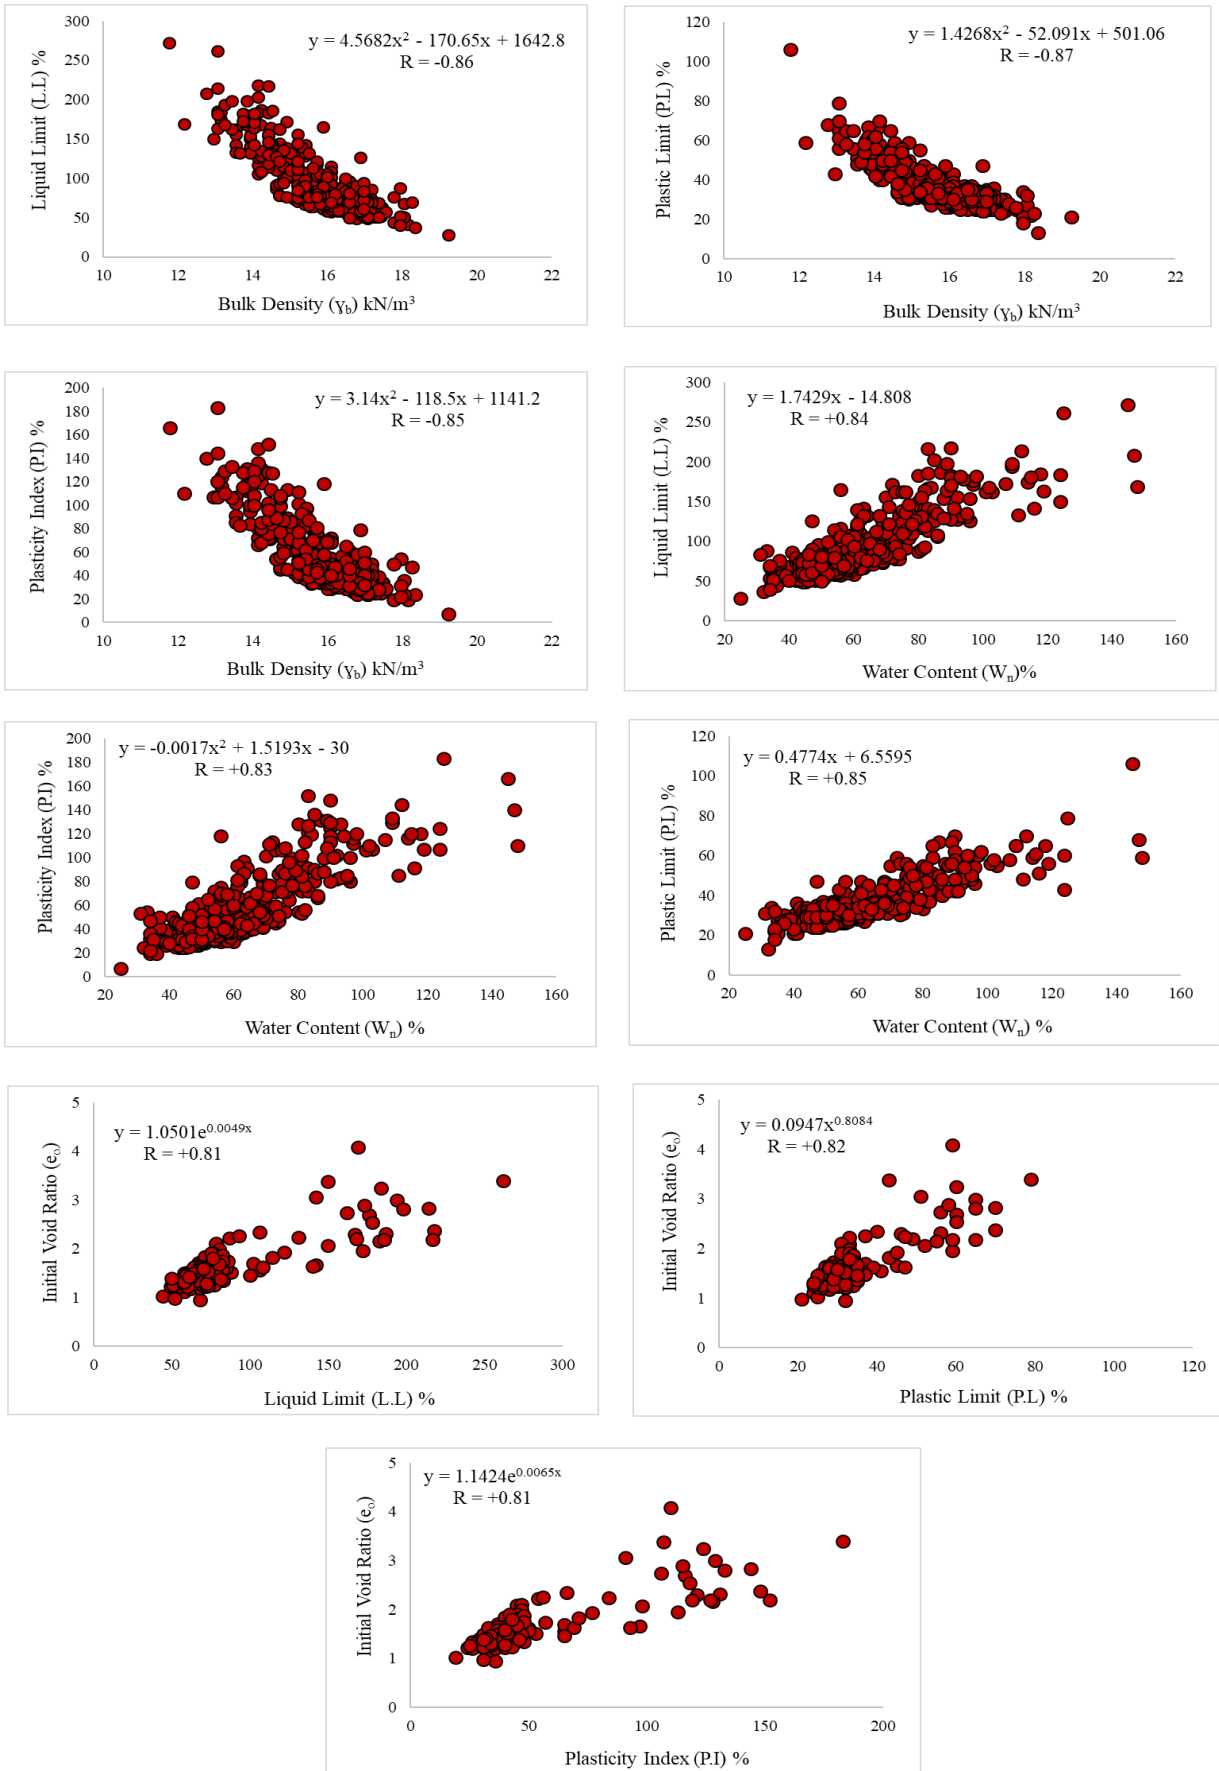 y = 4.5682x² - 170.65x + 1642.8
R = -0.86
Liquid Limit (L.L) %
300
250
200
150
100
50
0
10 12 14 16 18 20 22
Bulk Density (ɣb) kN/m³
y = 1.4268x² - 52.091x + 501.06
R = -0.87
Plastic Limit (P.L) %
120
100
80
60
40
20
0
10 12 14 16 18 20 22
Bulk Density (ɣb) kN/m³
y = 3.14x² - 118.5x + 1141.2
R = -0.85
Plasticity Index (P.I) %
200
180
160
140
120
100
80
60
40
20
0
10 12 14 16 18 20 22
Bulk Density (ɣb) kN/m³
y = 1.7429x - 14.808
R = +0.84
Liquid Limit (L.L) %
300
250
200
150
100
50
0
20 40 60 80 100 120 140 160
Water Content (Wn)%
y = -0.0017x² + 1.5193x - 30
R = +0.83
Plasticity Index (P.I) %
200
180
160
140
120
100
80
60
40
20
0
20 40 60 80 100 120 140 160
Water Content (Wn) %
y = 0.4774x + 6.5595
R = +0.85
Plastic Limit (P.L) %
120
100
80
60
40
20
0
20 40 60 80 100 120 140 160
Water Content (Wn) %
y = 1.0501e^0.0049x
R = +0.81
Initial Void Ratio (eo)
5
4
3
2
1
0
0 50 100 150 200 250 300
Liquid Limit (L.L) %
y = 0.0947x^0.8084
R = +0.82
Initial Void Ratio (eo)
5
4
3
2
1
0
0 20 40 60 80 100 120
Plastic Limit (P.L) %
y = 1.1424e^0.0065x
R = +0.81
Initial Void Ratio (eo)
5
4
3
2
1
0
0 50 100 150 200
Plasticity Index (P.I) %